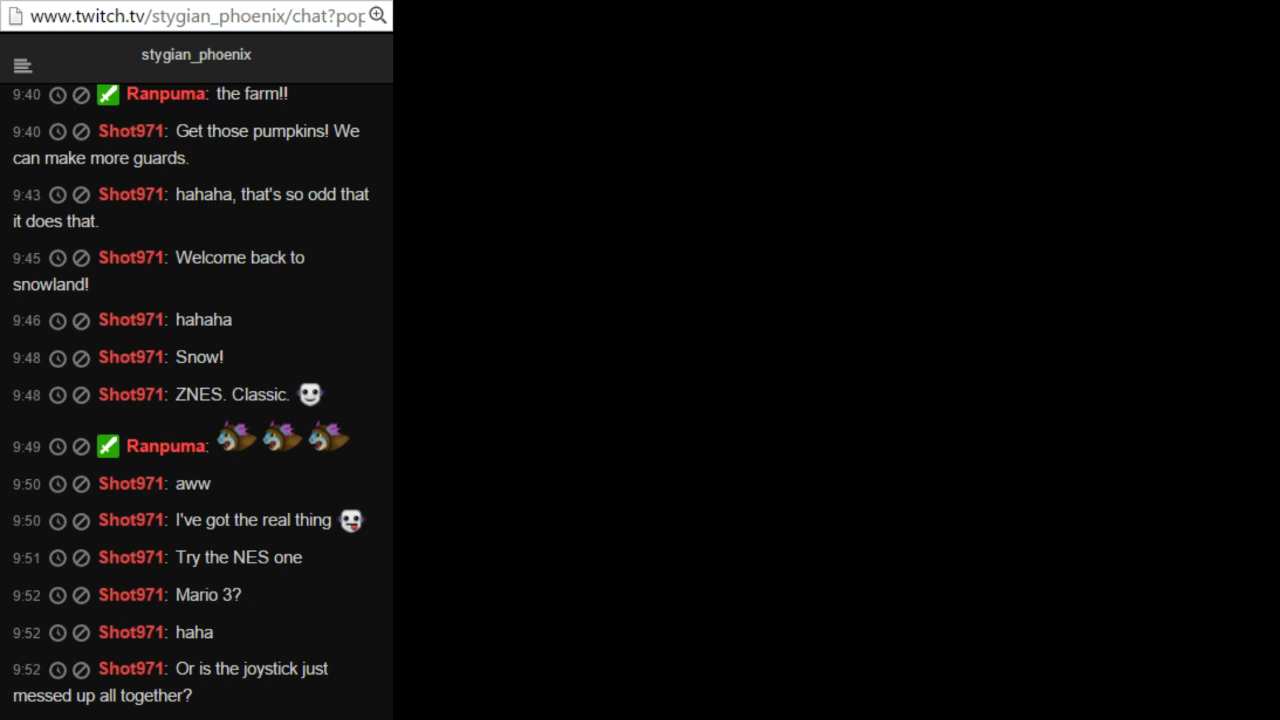 www.twitch.tv/stygian_phoenix/chat?pop
stygian_phoenix
9:40 Ranpuma: the farm!!
9:40 Shot971: Get those pumpkins! We
can make more guards.
9:43 Shot971: hahaha, that's so odd that
it does that.
9:45 Shot971: Welcome back to
snowland!
9:46 Shot971: hahaha
9:48 Shot971: Snow!
9:48 Shot971: ZNES. Classic.
9:49 Ranpuma:
9:50 Shot971: aww
9:50 Shot971: I've got the real thing
9:51 Shot971: Try the NES one
9:52 Shot971: Mario 3?
9:52 Shot971: haha
9:52 Shot971: Or is the joystick just
messed up all together?